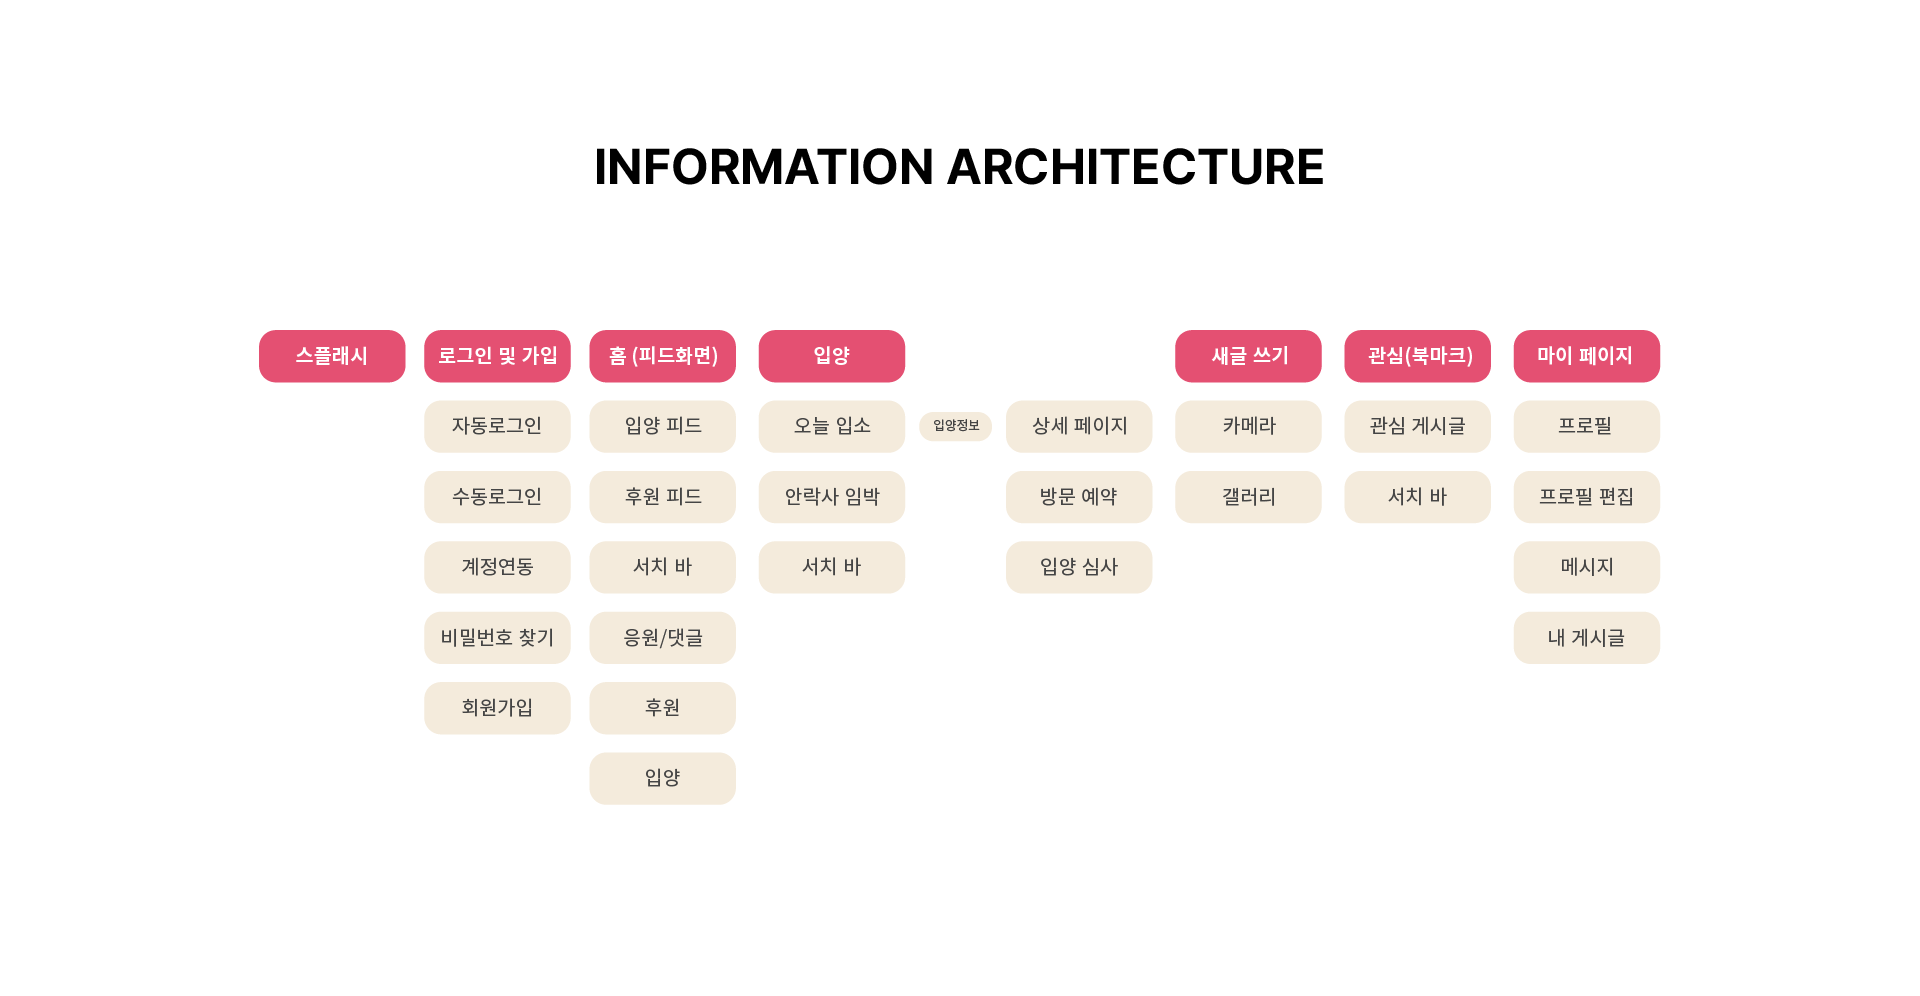 INFORMATION ARCHITECTURE
스플래시
로그인 및 가입
자동로그인
수동로그인
계정연동
비밀번호 찾기
회원가입
홈 (피드화면)
입양 피드
후원 피드
서치 바
응원/댓글
후원
입양
입양
오늘 입소
안락사 임박
서치 바
입양정보
상세 페이지
방문 예약
입양 심사
새글 쓰기
카메라
갤러리
관심(북마크)
관심 게시글
서치 바
마이 페이지
프로필
프로필 편집
메시지
내 게시글